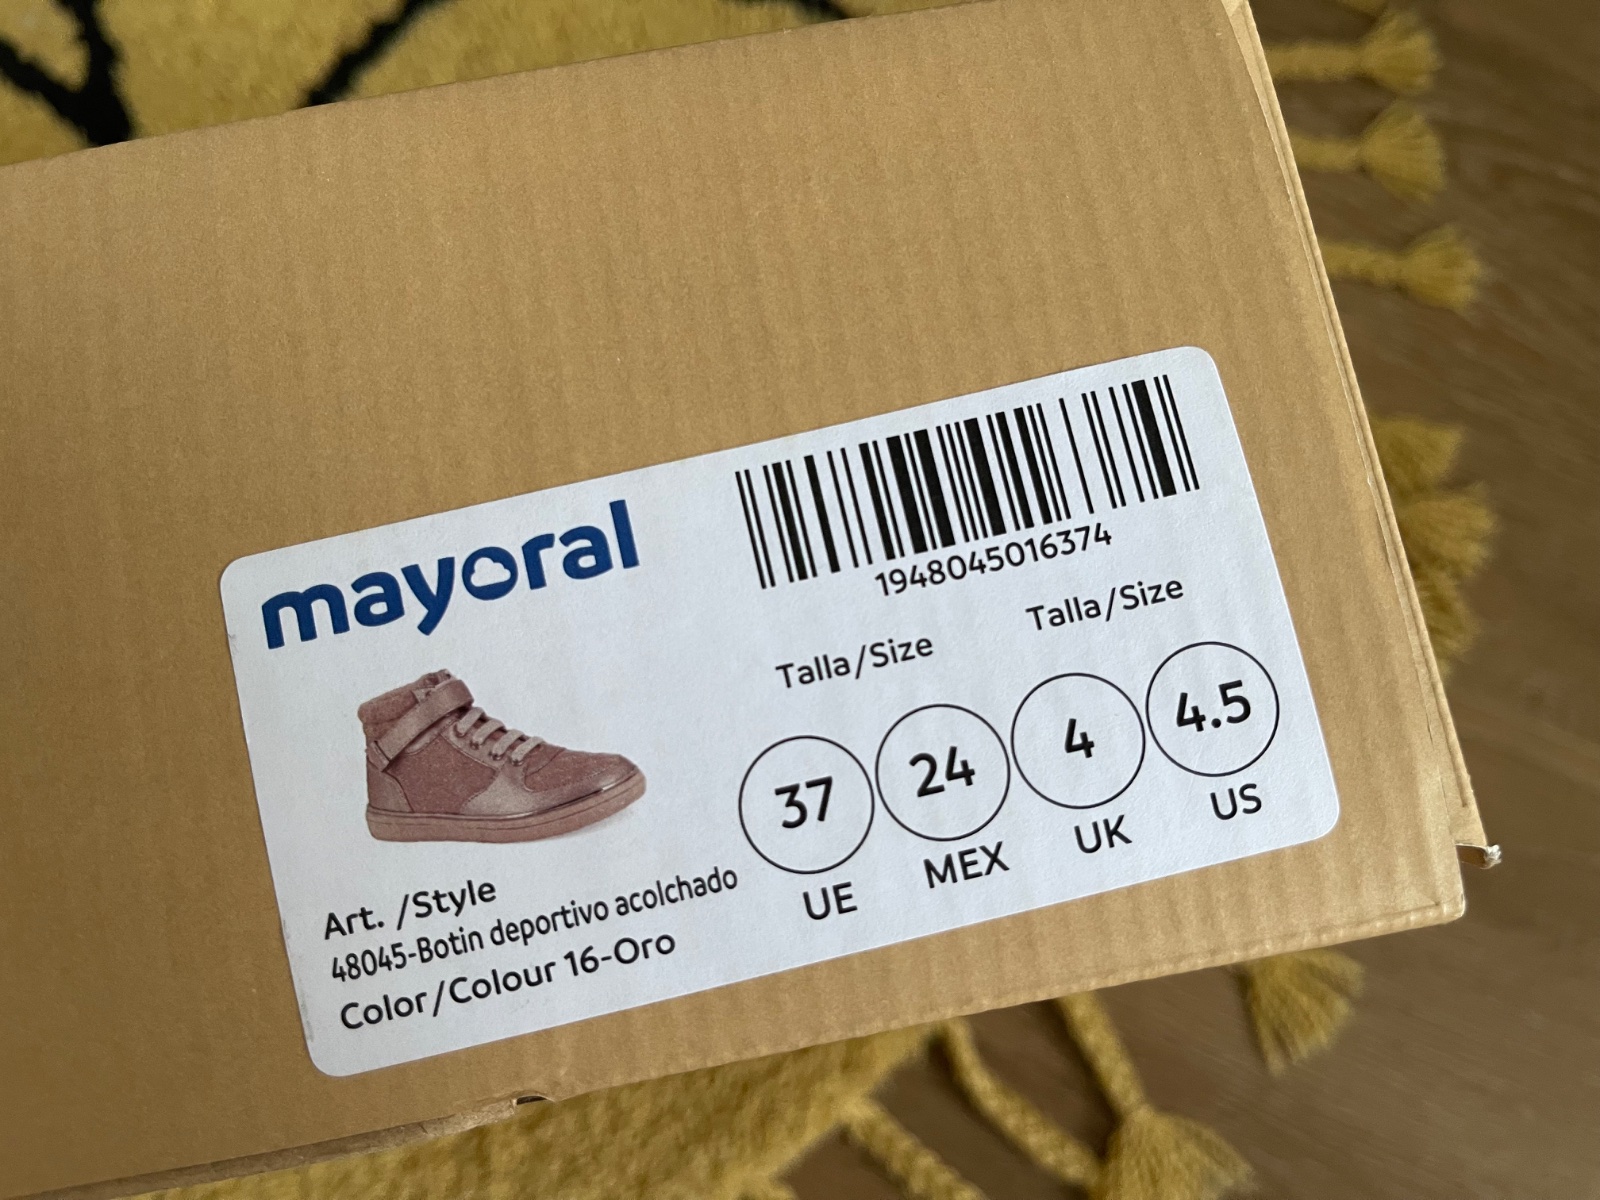 mayoral
1948045016374
Talla/Size
Talla/Size
37
24
4
4.5
UE
MEX
UK
US
Art. /Style
48045-Botin deportivo acolchado
Color/Colour 16-Oro